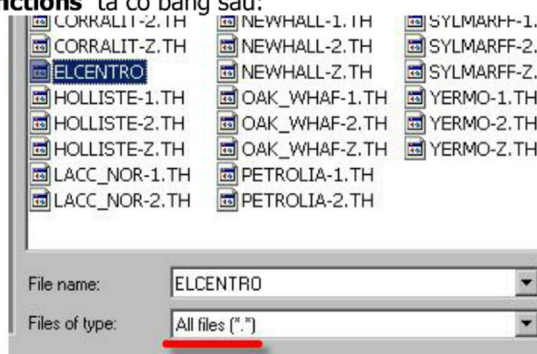 nctions" ta có bảng sau:
CORRALIT-2.TH
CORRALIT-Z.TH
ELCENTRO
HOLLISTE-1.TH
HOLLISTE-2.TH
HOLLISTE-Z.TH
LACC_NOR-1.TH
LACC_NOR-2.TH
NEWHALL-1.TH
NEWHALL-2.TH
NEWHALL-Z.TH
OAK_WHAF-1.TH
OAK_WHAF-2.TH
OAK_WHAF-Z.TH
PETROLIA-1.TH
PETROLIA-2.TH
SYLMARFF-1.
SYLMARFF-2.
SYLMARFF-Z.
YERMO-1.TH
YERMO-2.TH
YERMO-Z.TH
File name: ELCENTRO
Files of type: All files (*.*)